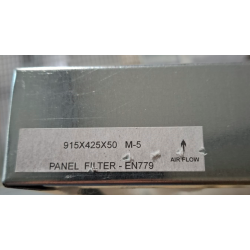 915X425X50 M-5
AIR FLOW
PANEL FILTER - EN779